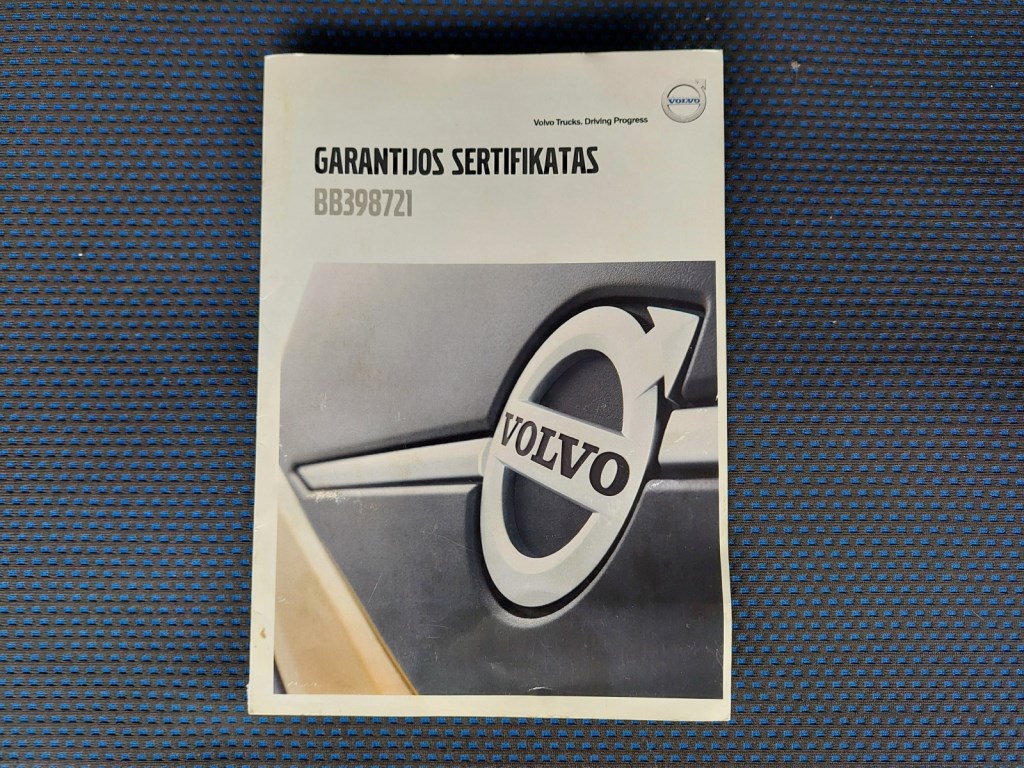 VOLVO
Volvo Trucks. Driving Progress
GARANTIJOS SERTIFIKATAS
BB398721
VOLVO